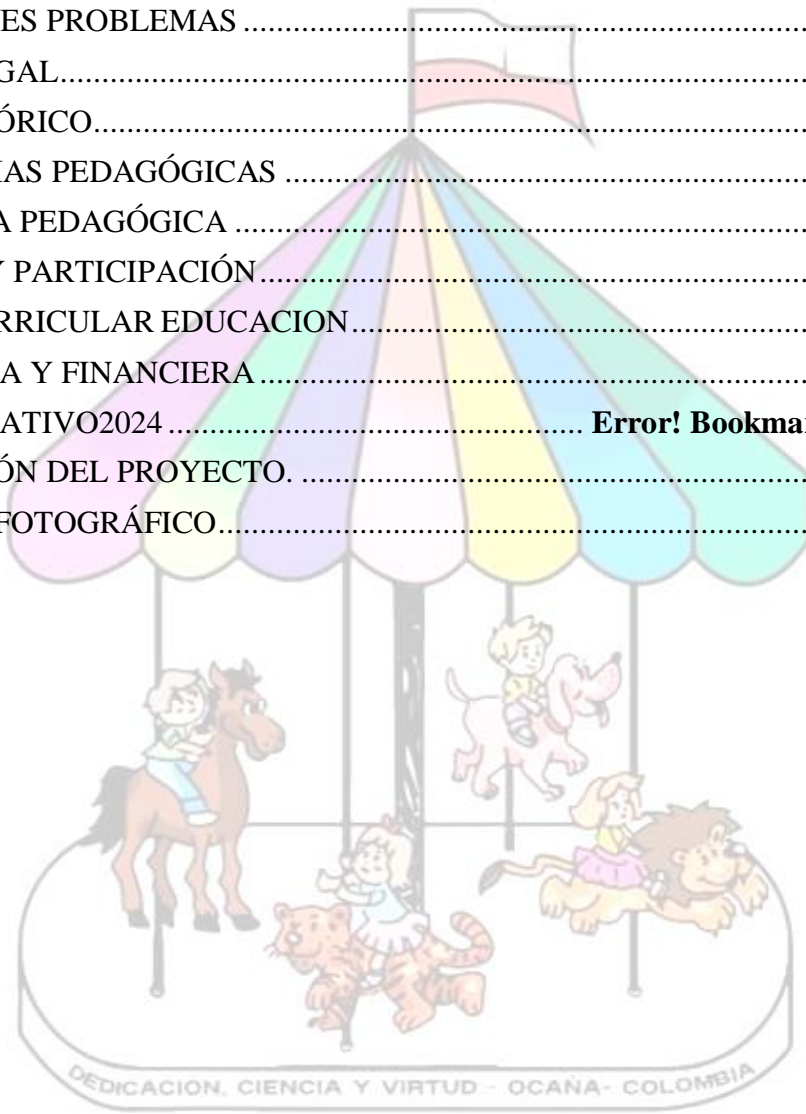 ES PROBLEMAS ................................................................
GAL................................................................
ÓRICO................................................................
IAS PEDAGÓGICAS ................................................................
A PEDAGÓGICA ................................................................
Y PARTICIPACIÓN................................................................
RRICULAR EDUCACION................................................................
A Y FINANCIERA ................................................................
ATIVO2024 ................................................ Error! Bookmar
ÓN DEL PROYECTO. ................................................................
FOTOGRÁFICO................................................................
DEDICACION, CIENCIA Y VIRTUD - OCAÑA- COLOMBIA